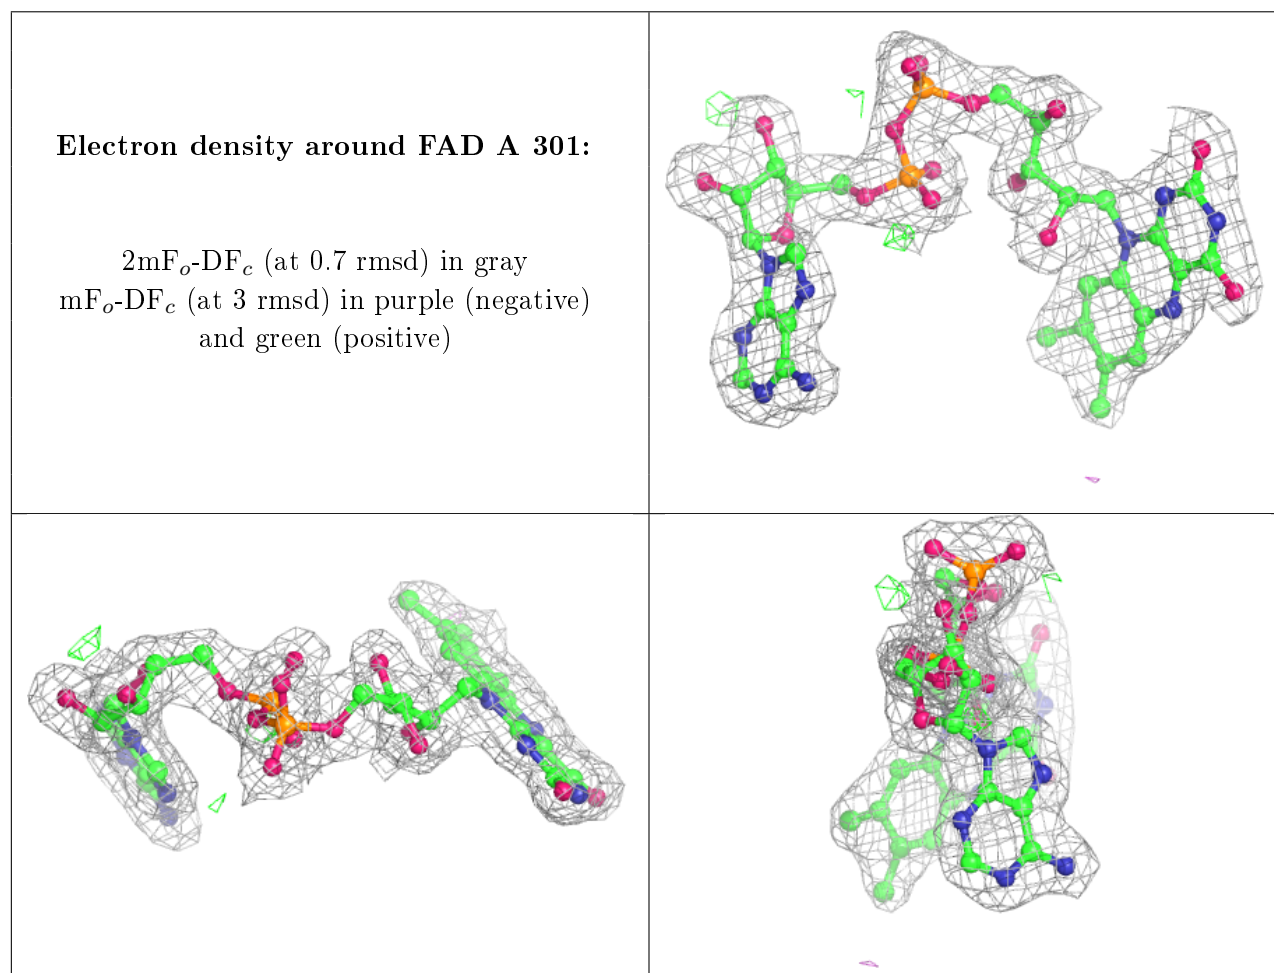 Electron density around FAD A 301:
2mFₒ-DF𝒸 (at 0.7 rmsd) in gray
mFₒ-DF𝒸 (at 3 rmsd) in purple (negative)
and green (positive)